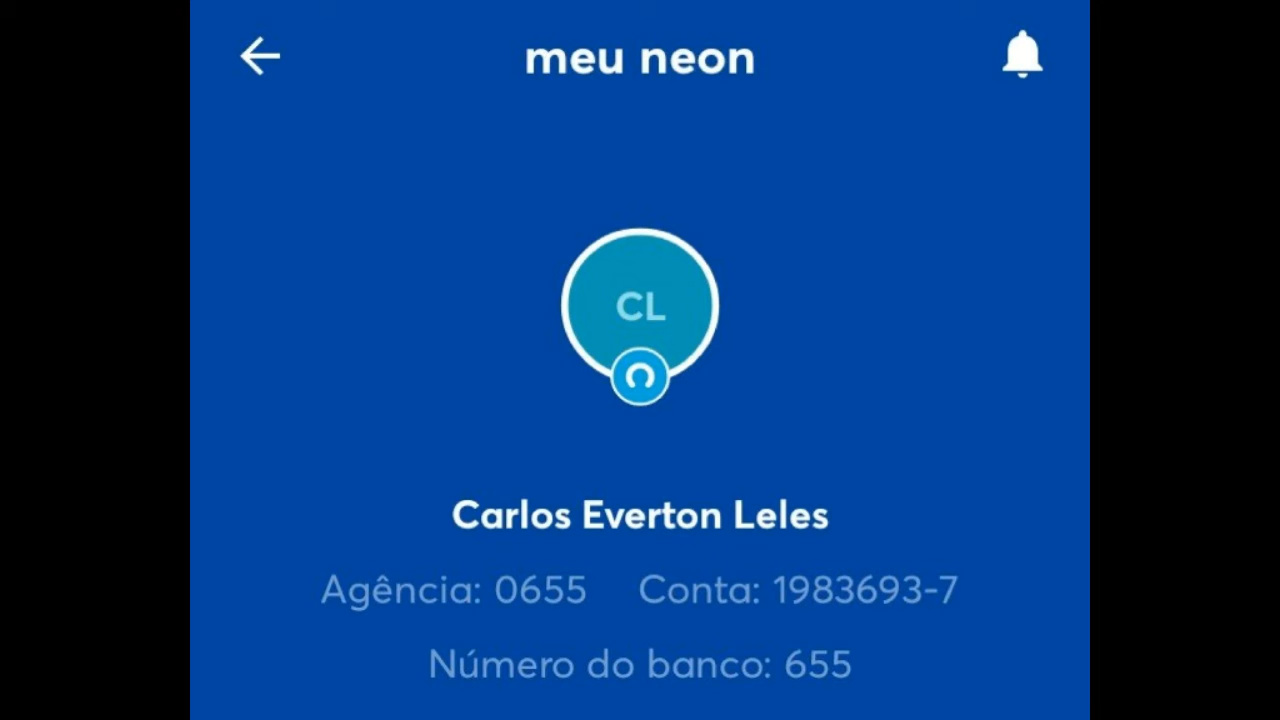 meu neon
CL
Carlos Everton Leles
Agência: 0655 Conta: 1983693-7
Número do banco: 655